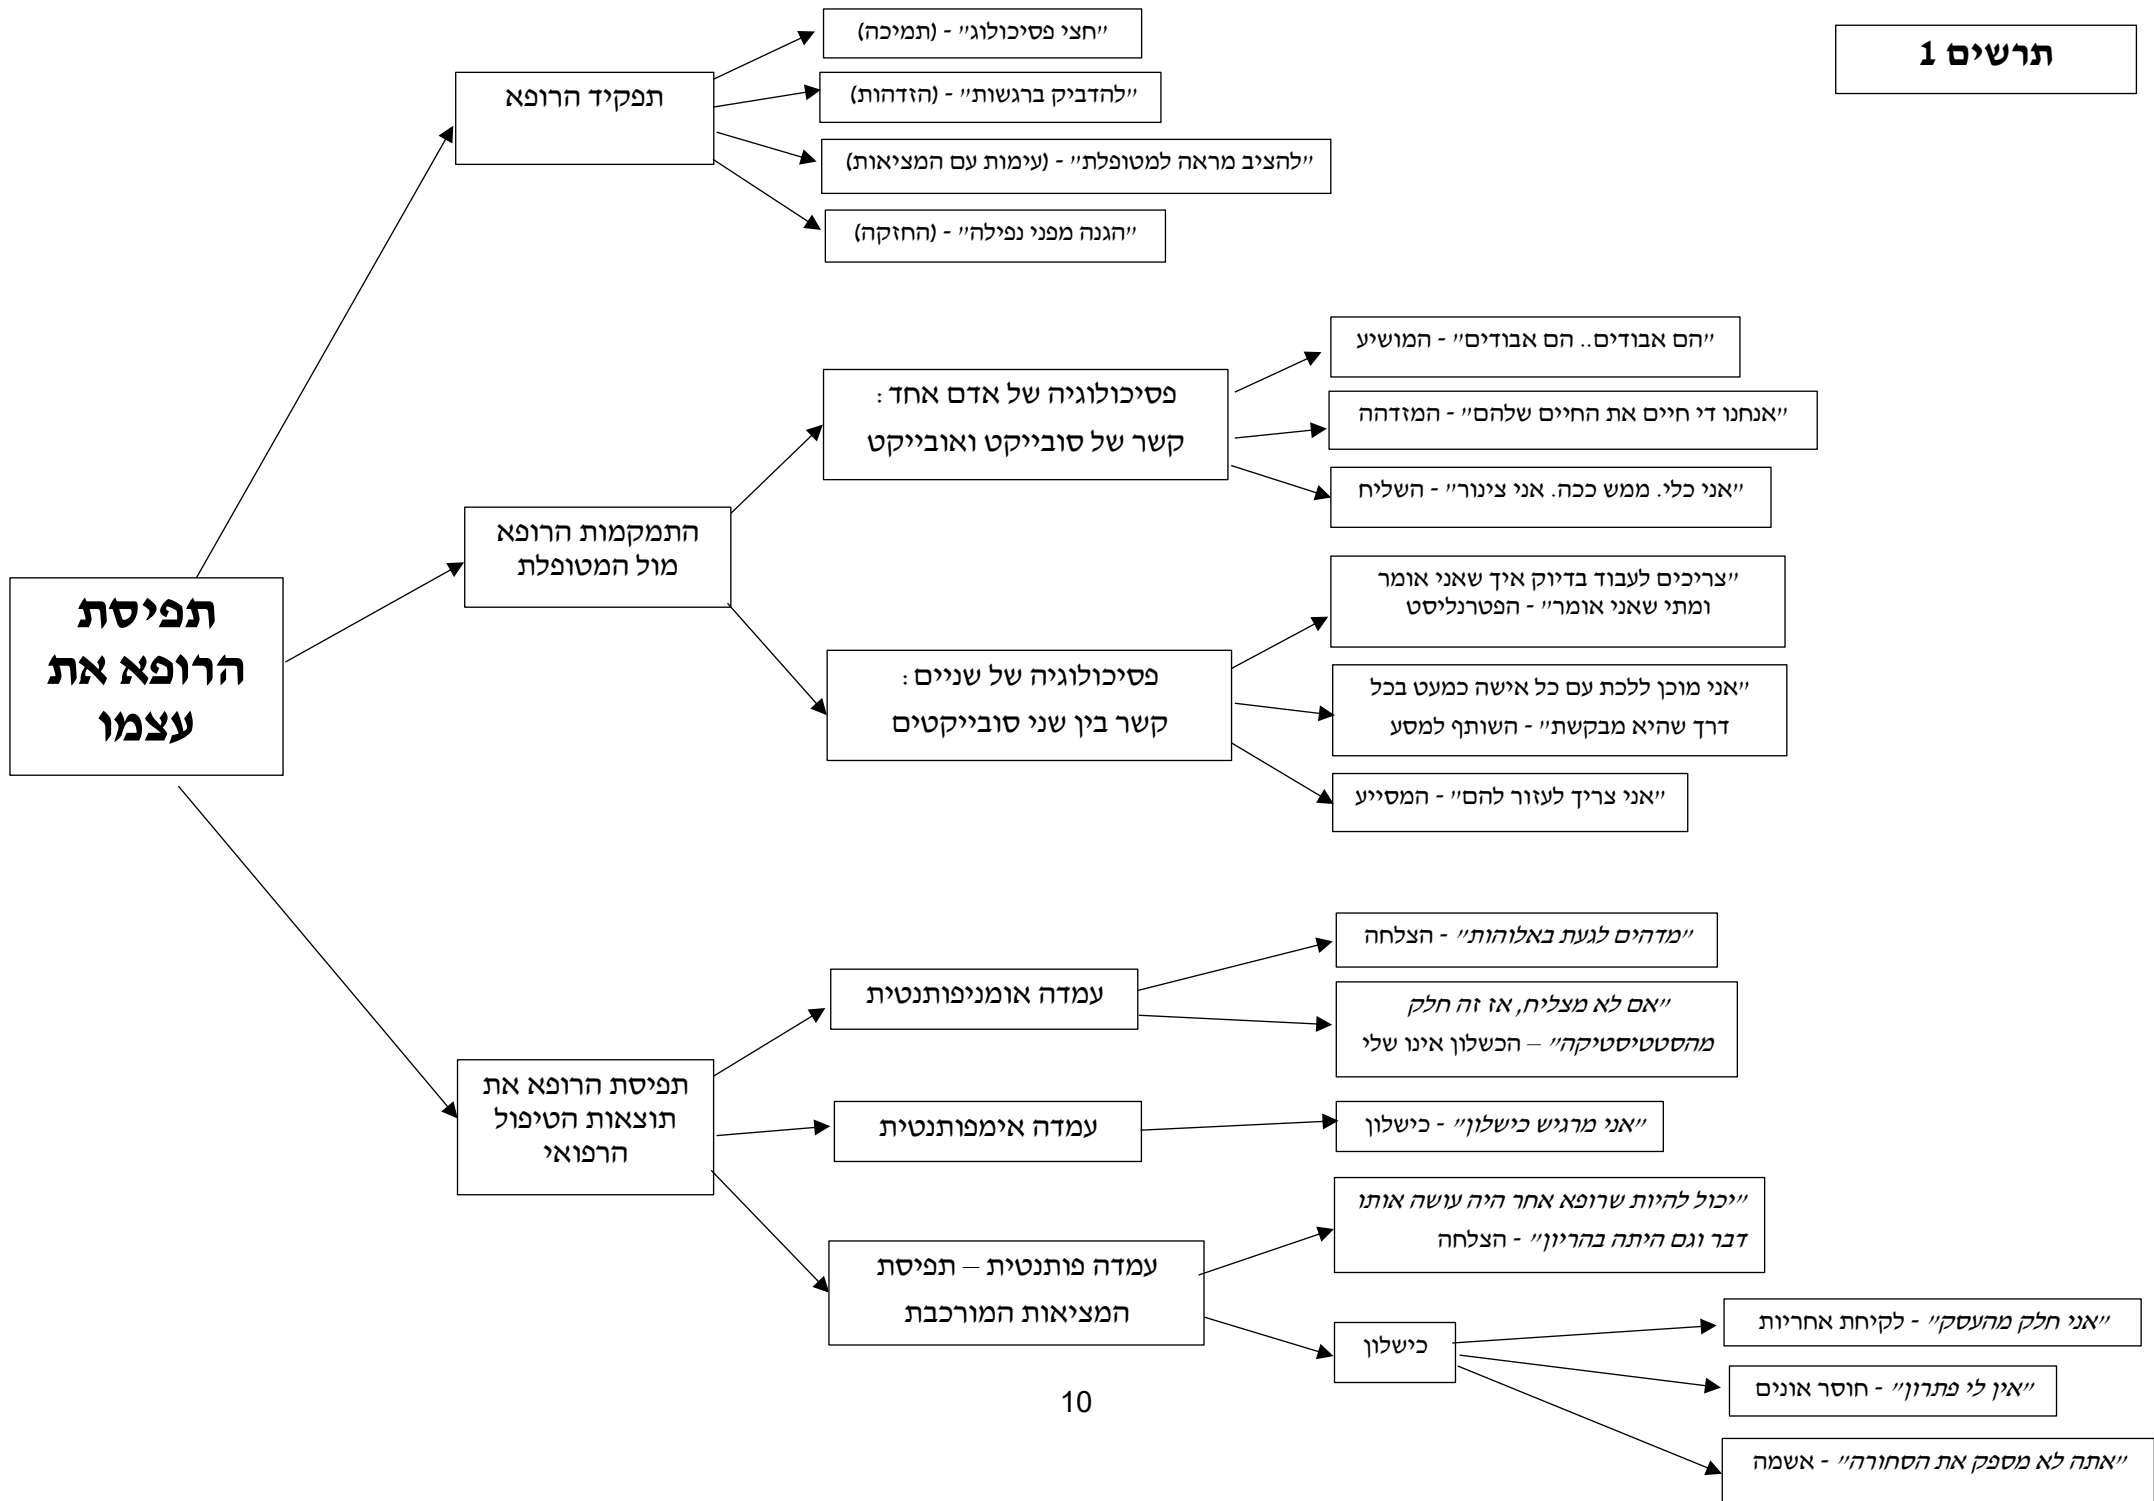 תרשים 1
תפיסת
הרופא את
עצמו
תפקיד הרופא
"חצי פסיכולוג" - (תמיכה)
"להדביק ברגשות" - (הזדהות)
"להציב מראה למטופלת" - (עימות עם המציאות)
"הגנה מפני נפילה" - (החזקה)
התמקמות הרופא
מול המטופלת
פסיכולוגיה של אדם אחד:
קשר של סובייקט ואובייקט
"הם אבודים.. הם אבודים" - המושיע
"אנחנו די חיים את החיים שלהם" - המזדהה
"אני כלי. ממש ככה. אני צינור" - השליח
פסיכולוגיה של שניים:
קשר בין שני סובייקטים
"צריכים לעבוד בדיוק איך שאני אומר
ומתי שאני אומר" - הפטרנליסט
"אני מוכן ללכת עם כל אישה כמעט בכל
דרך שהיא מבקשת" - השותף למסע
"אני צריך לעזור להם" - המסייע
תפיסת הרופא את
תוצאות הטיפול
הרפואי
עמדה אומניפותנטית
"מדהים לגעת באלוהות" - הצלחה
"אם לא מצליח, אז זה חלק
מהסטטיסטיקה" – הכשלון אינו שלי
עמדה אימפותנטית
"אני מרגיש כישלון" - כישלון
עמדה פותנטית – תפיסת
המציאות המורכבת
"יכול להיות שרופא אחר היה עושה אותו
דבר וגם היתה בהריון" - הצלחה
כישלון
"אני חלק מהעסק" - לקיחת אחריות
"אין לי פתרון" - חוסר אונים
"אתה לא מספק את הסחורה" - אשמה
10